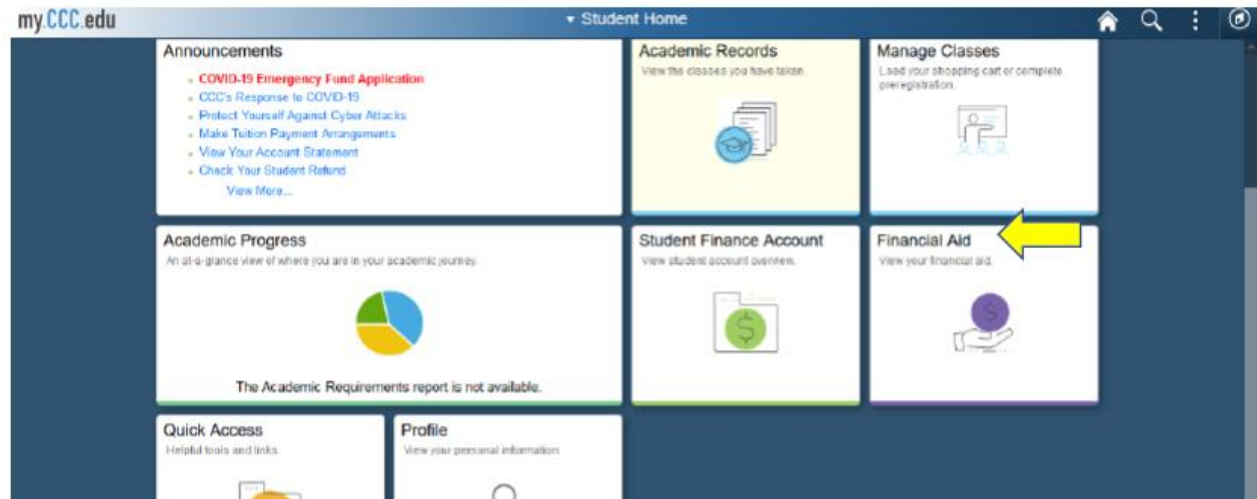 my.CCC.edu
Student Home
Announcements
COVID-19 Emergency Fund Application
CCC's Response to COVID-19
Protect Yourself Against Cyber Attacks
Make Tuition Payment Arrangements
View Your Account Statement
Check Your Student Refund
View More...
Academic Records
View the classes you have taken.
Manage Classes
Load your shopping cart or complete
preregistration.
Academic Progress
An at-a-glance view of where you are in your academic journey.
The Academic Requirements report is not available.
Student Finance Account
View student account overview.
Financial Aid
View your financial aid.
Quick Access
Helpful tools and links.
Profile
View your personal information